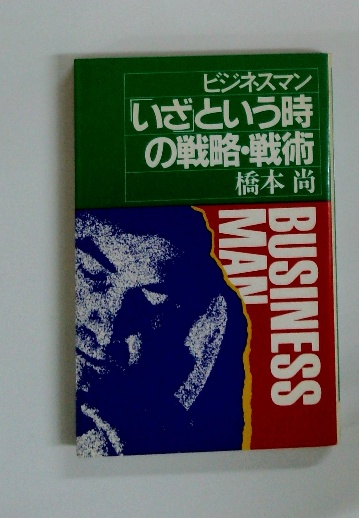 ビジネスマン
「いざ」という時
の戦略・戦術
橋本 尚
BUSINESS
MAN